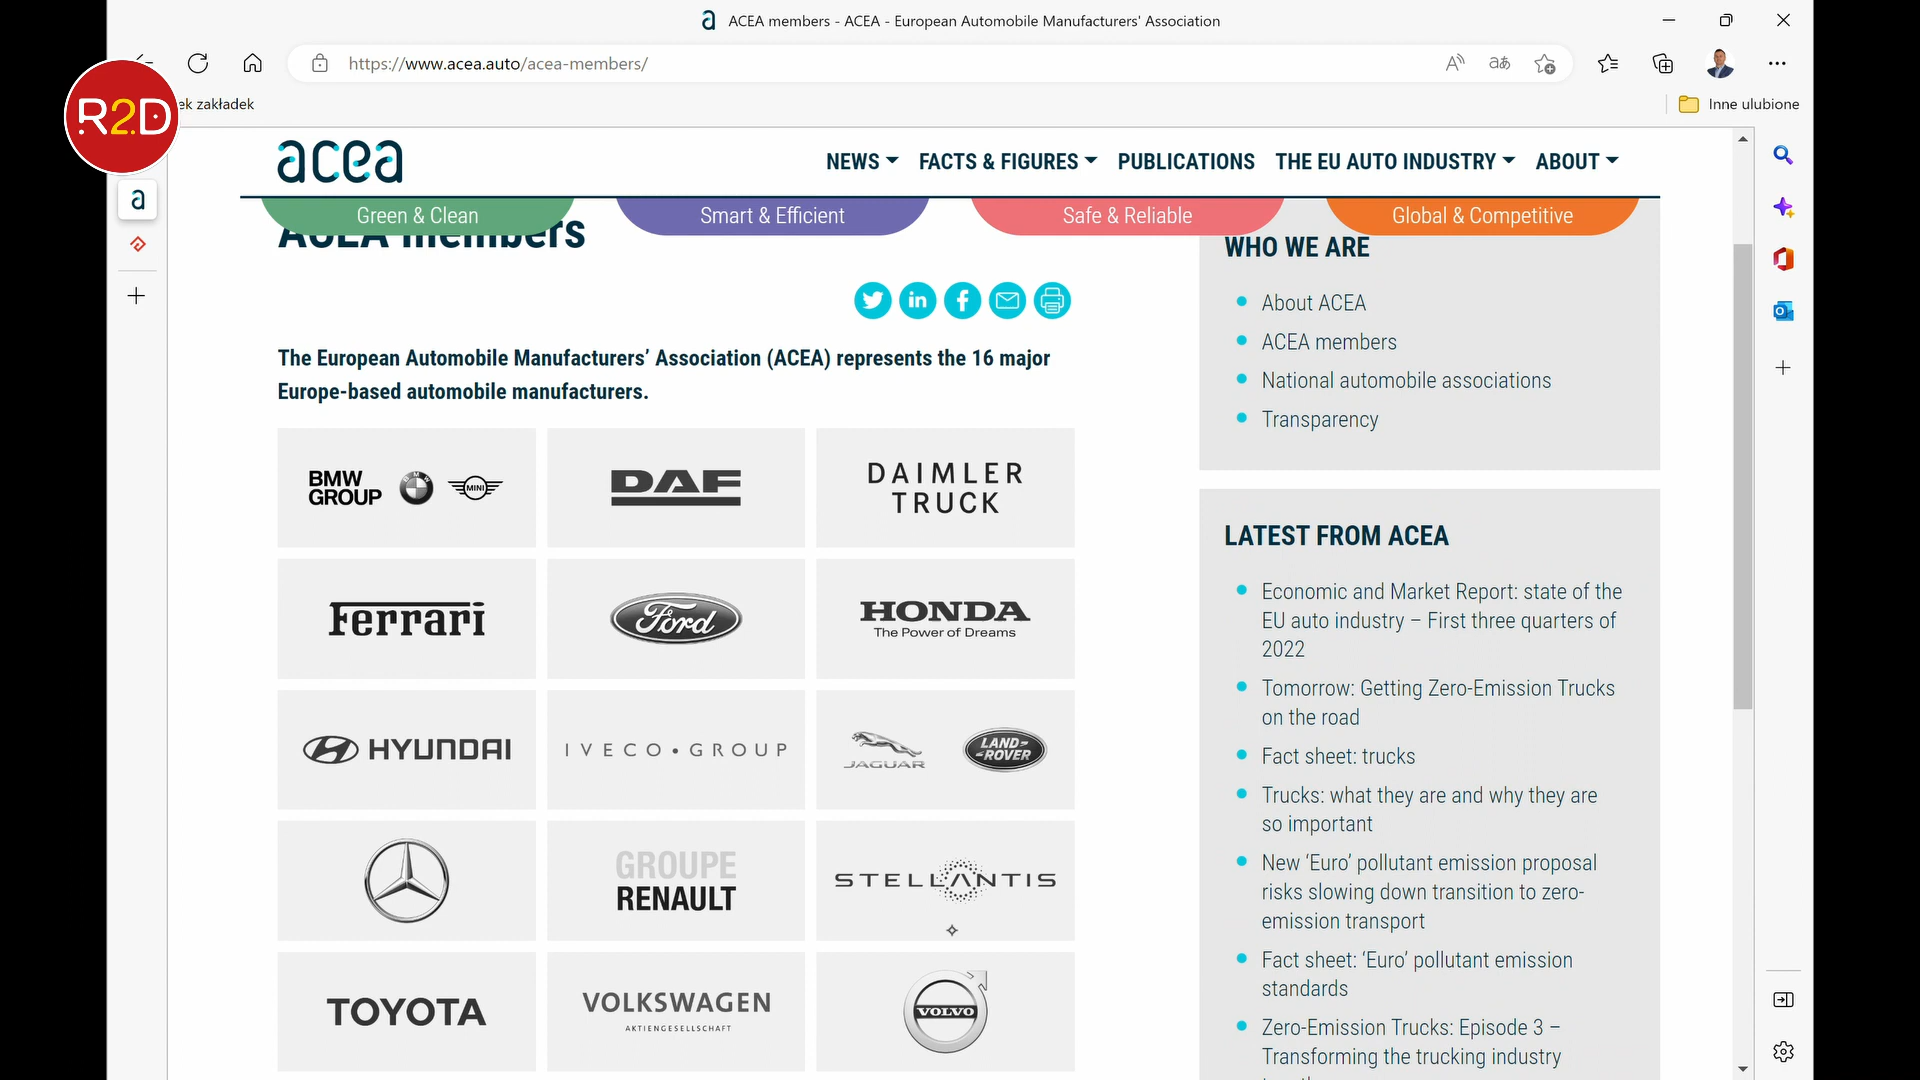 ACEA members - ACEA - European Automobile Manufacturers' Association
https://www.acea.auto/acea-members/
R2D
ek zakładek
Inne ulubione
acea
NEWS
FACTS & FIGURES
PUBLICATIONS
THE EU AUTO INDUSTRY
ABOUT
Green & Clean
Smart & Efficient
Safe & Reliable
Global & Competitive
ACEA members
The European Automobile Manufacturers’ Association (ACEA) represents the 16 major
Europe-based automobile manufacturers.
BMW
GROUP
BMW
MINI
DAF
DAIMLER
TRUCK
Ferrari
Ford
HONDA
The Power of Dreams
HYUNDAI
IVECO • GROUP
JAGUAR
LAND-
ROVER
GROUPE
RENAULT
STELLANTIS
TOYOTA
VOLKSWAGEN
AKTIENGESELLSCHAFT
VOLVO
WHO WE ARE
About ACEA
ACEA members
National automobile associations
Transparency
LATEST FROM ACEA
Economic and Market Report: state of the
EU auto industry – First three quarters of
2022
Tomorrow: Getting Zero-Emission Trucks
on the road
Fact sheet: trucks
Trucks: what they are and why they are
so important
New ‘Euro’ pollutant emission proposal
risks slowing down transition to zero-
emission transport
Fact sheet: ‘Euro’ pollutant emission
standards
Zero-Emission Trucks: Episode 3 –
Transforming the trucking industry